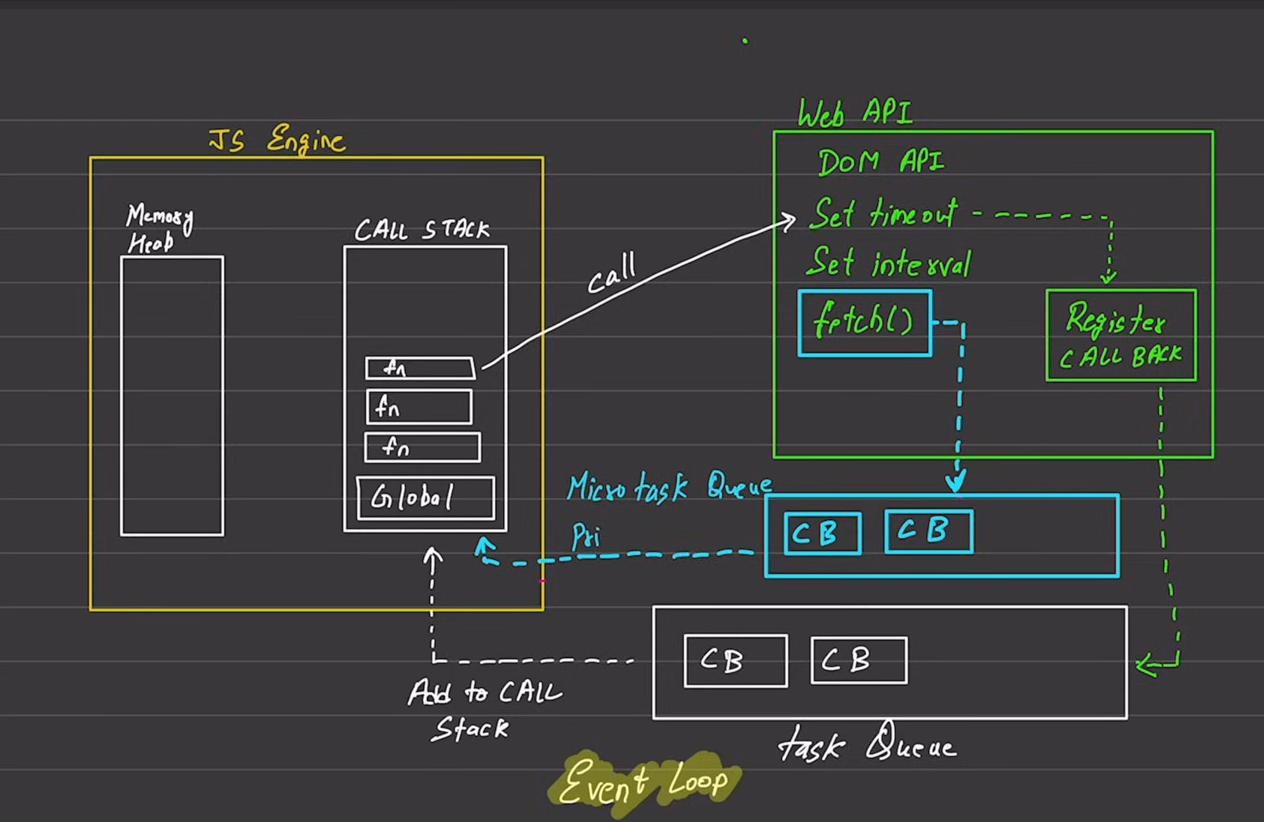 Web API
JS Engine
DOM API
Memory
Heab
CALL STACK
Set timeout
call
Set interval
fetch()
Register
CALL BACK
fn
fn
fn
Global
Micro task Queue
Pri
CB
CB
CB
CB
Add to CALL
Stack
task Queue
Event Loop